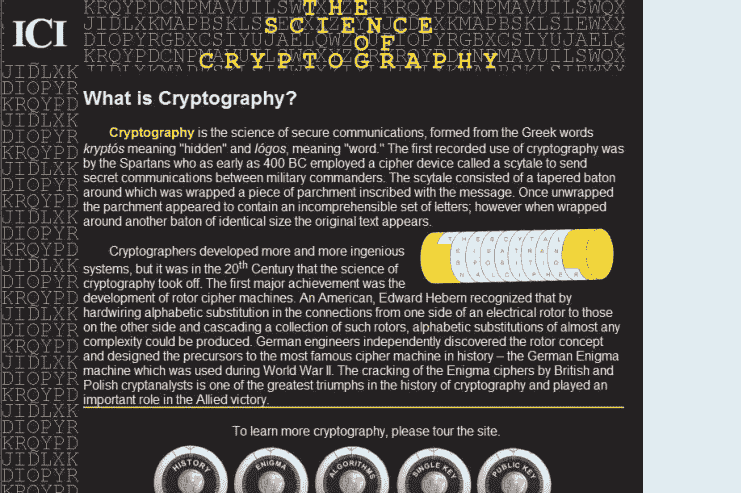 ICI
THE
SCIENCE
OF
CRYPTOGRAPHY
What is Cryptography?
Cryptography is the science of secure communications, formed from the Greek words
kryptós meaning "hidden" and lógos, meaning "word." The first recorded use of cryptography was
by the Spartans who as early as 400 BC employed a cipher device called a scytale to send
secret communications between military commanders. The scytale consisted of a tapered baton
around which was wrapped a piece of parchment inscribed with the message. Once unwrapped
the parchment appeared to contain an incomprehensible set of letters; however when wrapped
around another baton of identical size the original text appears.
Cryptographers developed more and more ingenious
systems, but it was in the 20th Century that the science of
cryptography took off. The first major achievement was the
development of rotor cipher machines. An American, Edward Hebern recognized that by
hardwiring alphabetic substitution in the connections from one side of an electrical rotor to those
on the other side and cascading a collection of such rotors, alphabetic substitutions of almost any
complexity could be produced. German engineers independently discovered the rotor concept
and designed the precursors to the most famous cipher machine in history – the German Enigma
machine which was used during World War II. The cracking of the Enigma ciphers by British and
Polish cryptanalysts is one of the greatest triumphs in the history of cryptography and played an
important role in the Allied victory.
To learn more cryptography, please tour the site.
HISTORY
ENIGMA
ALGORITHMS
SINGLE KEY
PUBLIC KEY